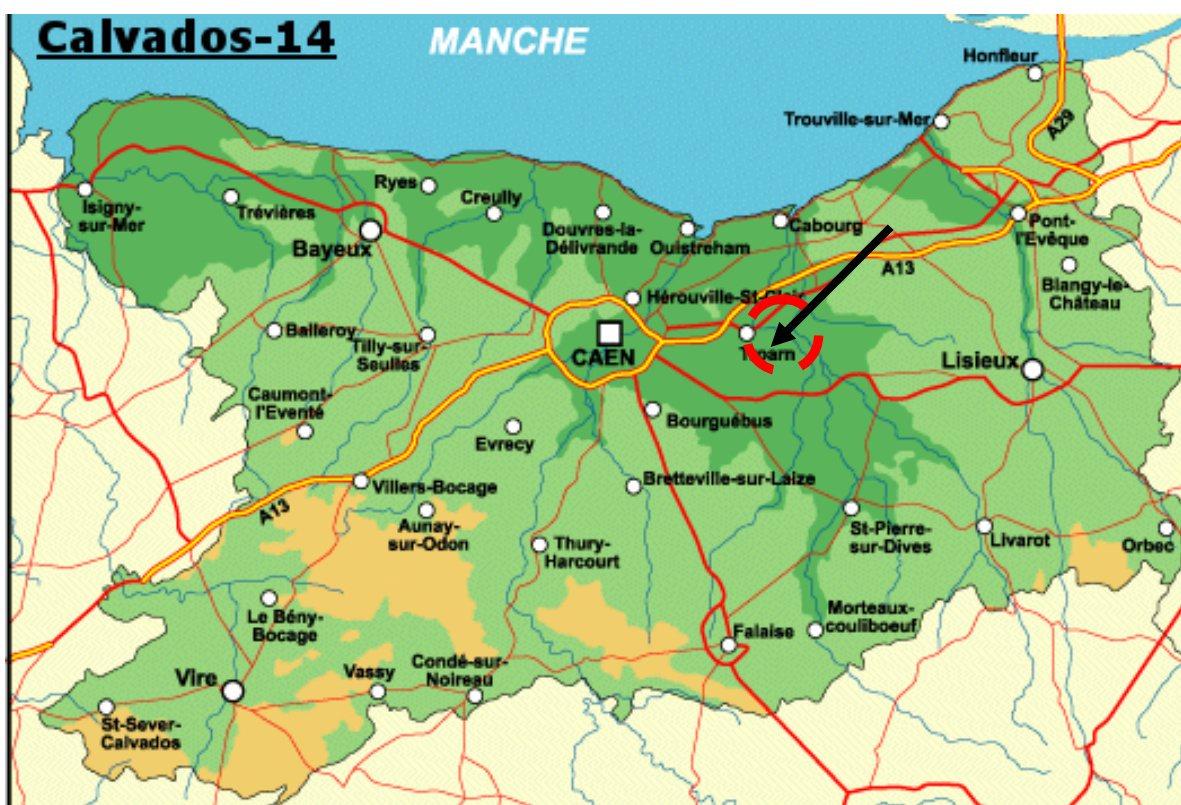 Calvados-14
MANCHE
Honfleur
Trouville-sur-Mer
A29
Ryes
Isigny-
sur-Mer
Trévières
Creully
Bayeux
Douvres-la-
Délivrande
Ouistreham
Cabourg
Pont-
l'Evêque
A13
Blangy-le-
Château
Hérouville-St-Clair
Balleroy
Tilly-sur-
Seulles
CAEN
Troarn
Lisieux
Caumont-
l'Eventé
Evrecy
Bourguébus
A13
Villers-Bocage
Bretteville-sur-Laize
Aunay-
sur-Odon
Thury-
Harcourt
St-Pierre-
sur-Dives
Livarot
Orbec
Le Bény-
Bocage
Falaise
Morteaux-
couliboeuf
Vire
Vassy
Condé-sur-
Noireau
St-Sever-
Calvados